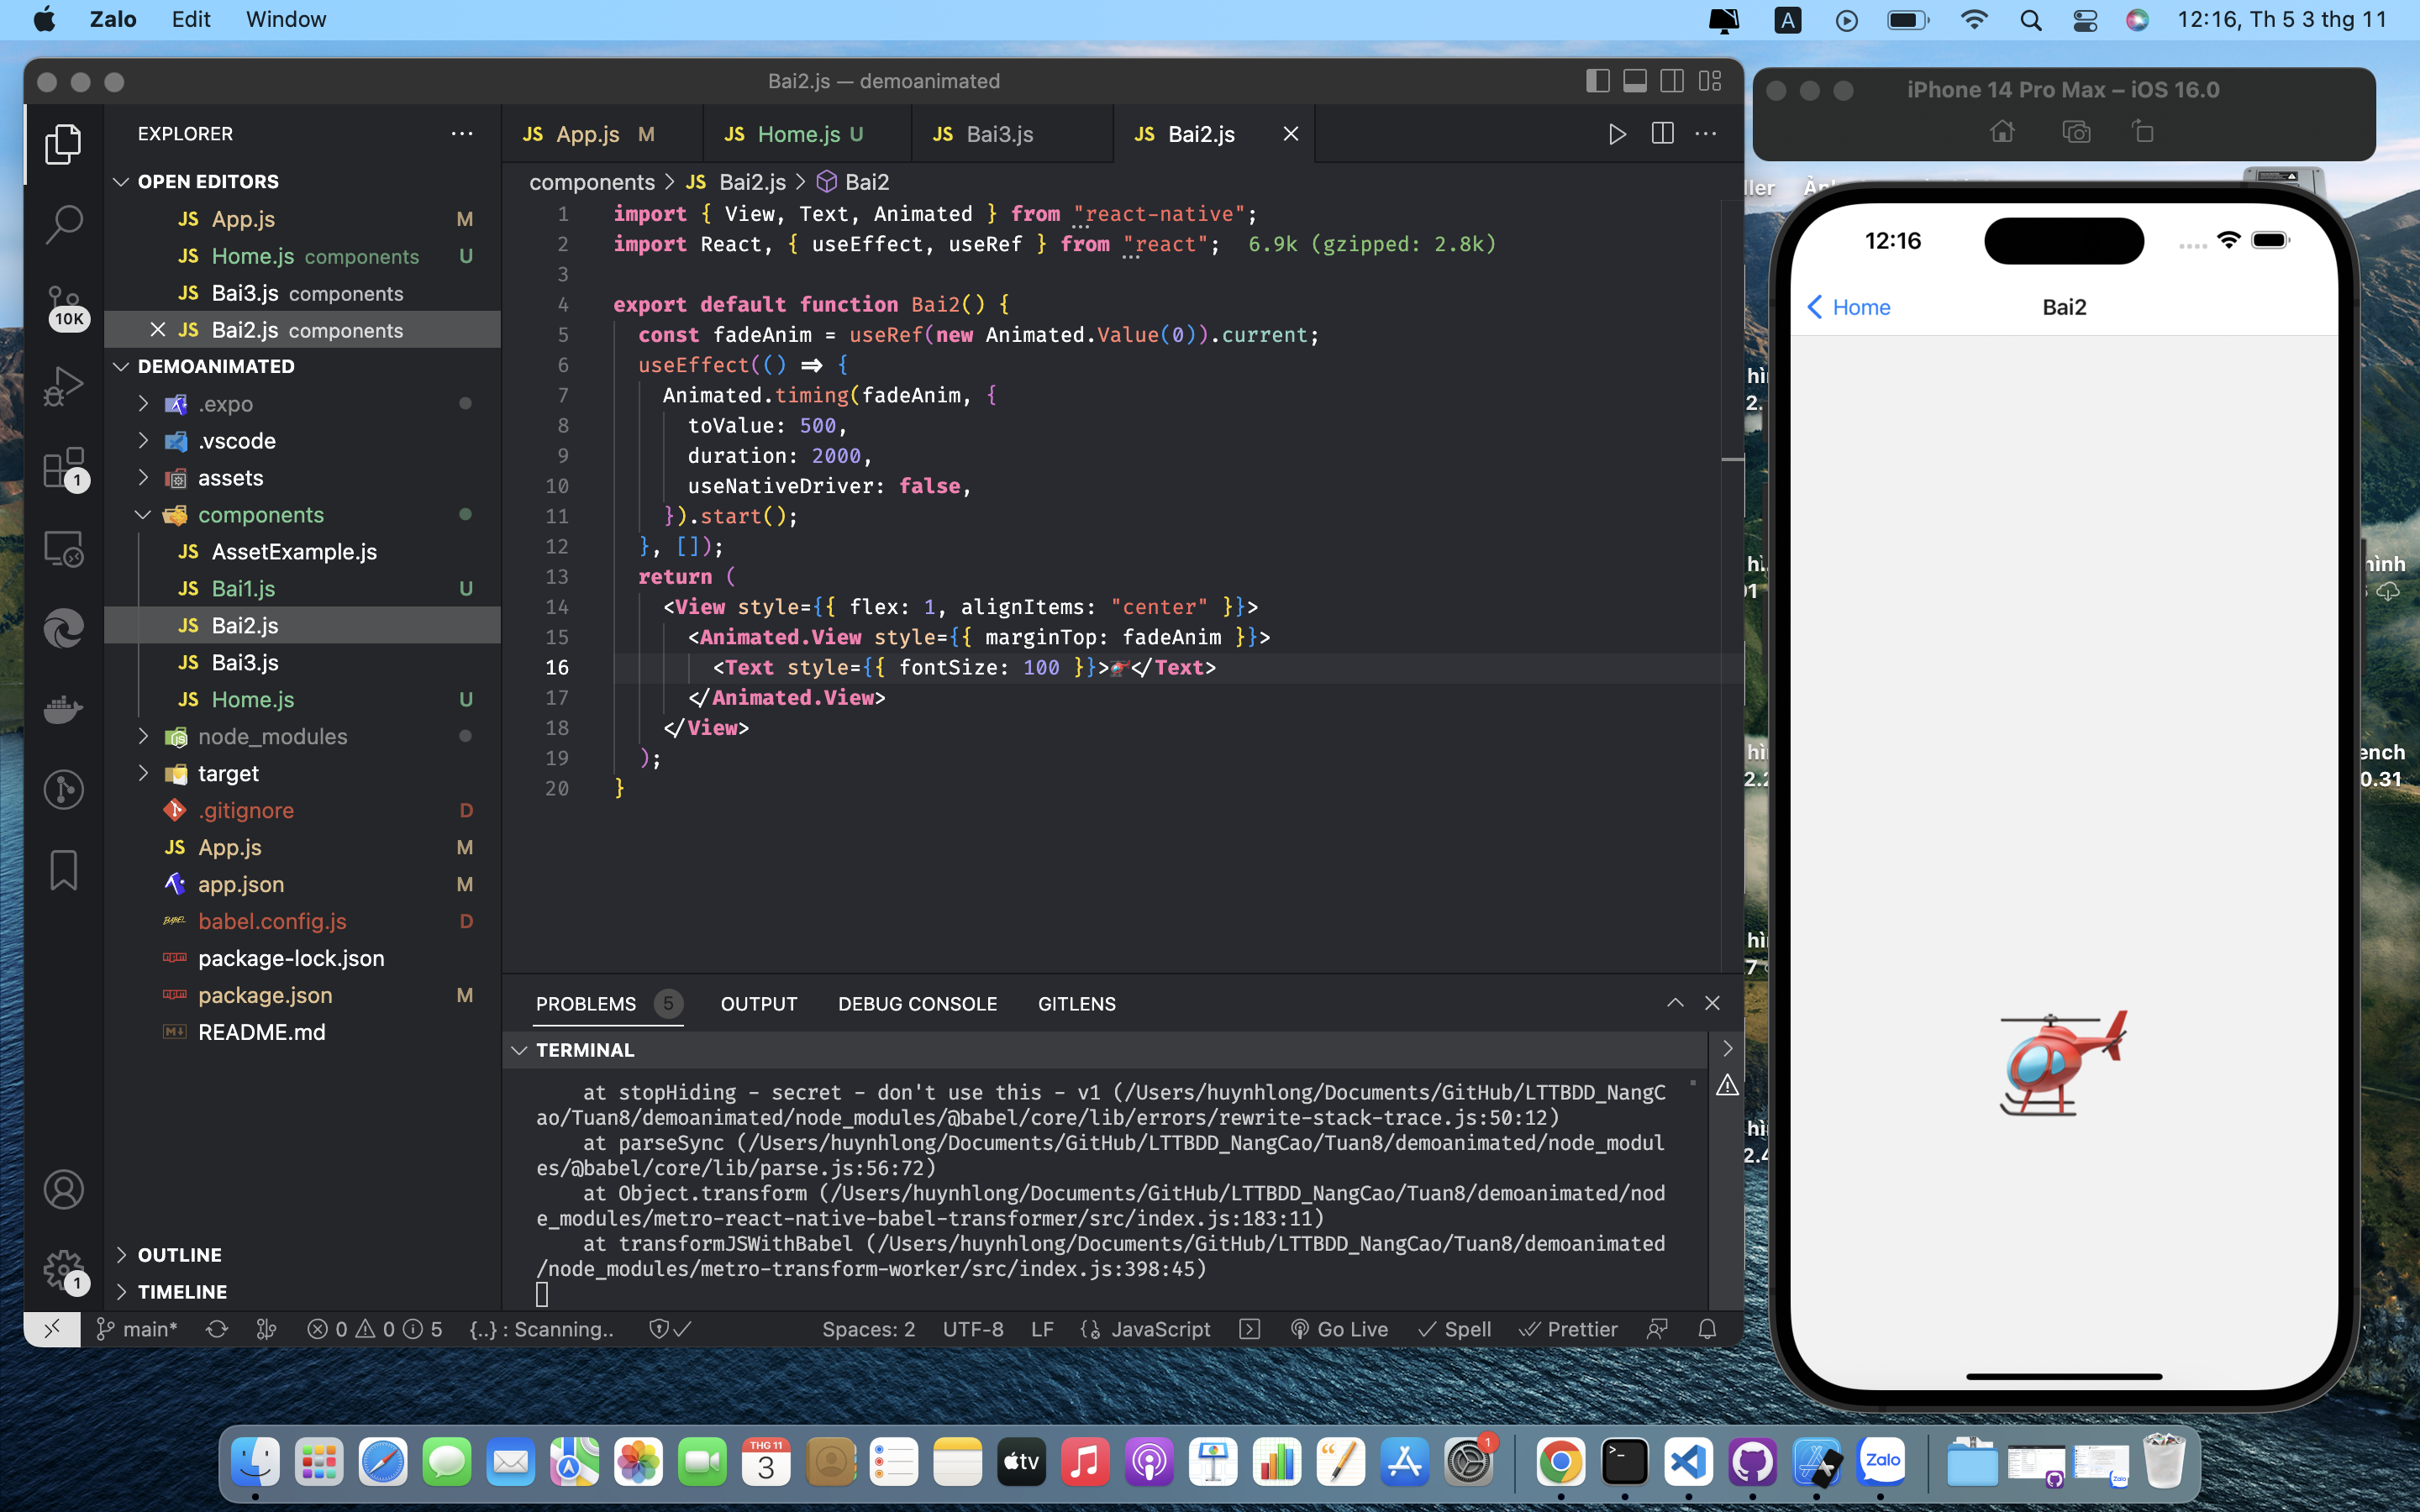 Zalo Edit Window
A 12:16, Th 5 3 thg 11
Bai2.js — demoanimated
iPhone 14 Pro Max – iOS 16.0
EXPLORER
OPEN EDITORS
JS App.js M
JS Home.js components U
JS Bai3.js components
JS Bai2.js components
DEMOANIMATED
.expo
.vscode
assets
components
JS AssetExample.js
JS Bai1.js U
JS Bai2.js
JS Bai3.js
JS Home.js U
node_modules
target
.gitignore D
JS App.js M
app.json M
BABEL babel.config.js D
package-lock.json
package.json M
README.md
OUTLINE
TIMELINE
10K
1
1
JS App.js M JS Home.js U JS Bai3.js JS Bai2.js
components > JS Bai2.js > Bai2
1 import { View, Text, Animated } from "react-native";
2 import React, { useEffect, useRef } from "react"; 6.9k (gzipped: 2.8k)
3
4 export default function Bai2() {
5 const fadeAnim = useRef(new Animated.Value(0)).current;
6 useEffect(() => {
7 Animated.timing(fadeAnim, {
8 toValue: 500,
9 duration: 2000,
10 useNativeDriver: false,
11 }).start();
12 }, []);
13 return (
14 <View style={{ flex: 1, alignItems: "center" }}>
15 <Animated.View style={{ marginTop: fadeAnim }}>
16 <Text style={{ fontSize: 100 }}>🚁</Text>
17 </Animated.View>
18 </View>
19 );
20 }
PROBLEMS 5 OUTPUT DEBUG CONSOLE GITLENS
TERMINAL
at stopHiding - secret - don't use this - v1 (/Users/huynhlong/Documents/GitHub/LTTBDD_NangC
ao/Tuan8/demoanimated/node_modules/@babel/core/lib/errors/rewrite-stack-trace.js:50:12)
at parseSync (/Users/huynhlong/Documents/GitHub/LTTBDD_NangCao/Tuan8/demoanimated/node_modul
es/@babel/core/lib/parse.js:56:72)
at Object.transform (/Users/huynhlong/Documents/GitHub/LTTBDD_NangCao/Tuan8/demoanimated/nod
e_modules/metro-react-native-babel-transformer/src/index.js:183:11)
at transformJSWithBabel (/Users/huynhlong/Documents/GitHub/LTTBDD_NangCao/Tuan8/demoanimated
/node_modules/metro-transform-worker/src/index.js:398:45)
main* 0 0 5 {..} : Scanning.. Spaces: 2 UTF-8 LF JavaScript Go Live Spell Prettier
12:16
Home Bai2
THG 11
3
tv
1
Zalo